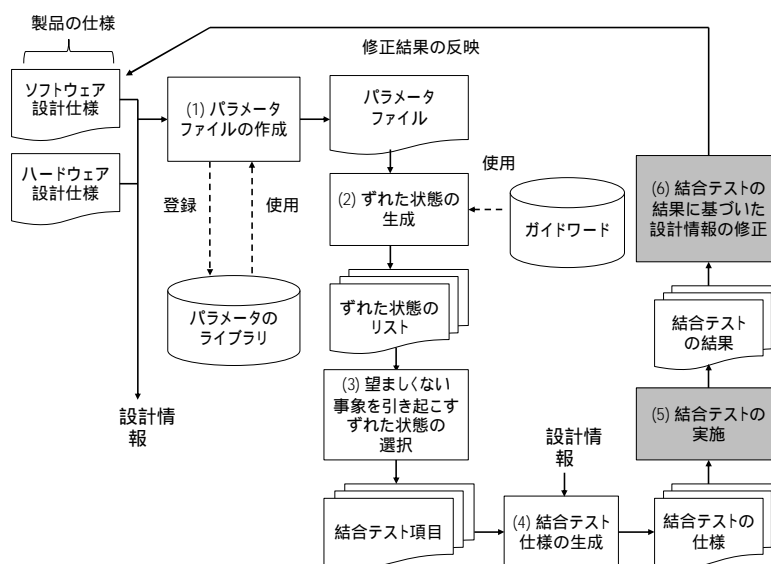 製品の仕様
修正結果の反映
ソフトウェア
設計仕様
(1) パラメータ
ファイルの作成
パラメータ
ファイル
ハードウェア
設計仕様
登録
使用
(2) ずれた状態の
生成
使用
ガイドワード
(6) 結合テストの
結果に基づいた
設計情報の修正
パラメータの
ライブラリ
ずれた状態の
リスト
結合テスト
の結果
設計情
報
(3) 望ましくない
事象を引き起こす
ずれた状態の
選択
設計情
報
(5) 結合テストの
実施
結合テスト項目
(4) 結合テスト
仕様の生成
結合テストの
仕様